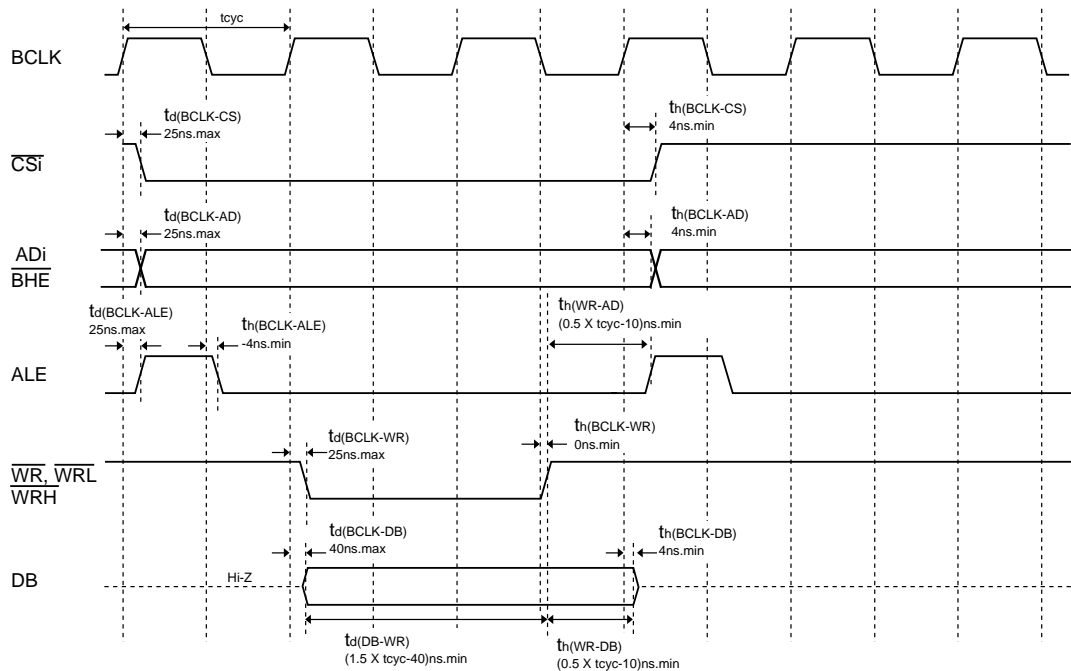 tcyc
BCLK
td(BCLK-CS)
25ns.max
th(BCLK-CS)
4ns.min
CSi
td(BCLK-AD)
25ns.max
th(BCLK-AD)
4ns.min
ADi
BHE
td(BCLK-ALE)
25ns.max
th(BCLK-ALE)
-4ns.min
th(WR-AD)
(0.5 X tcyc-10)ns.min
ALE
td(BCLK-WR)
25ns.max
th(BCLK-WR)
0ns.min
WR, WRL
WRH
td(BCLK-DB)
40ns.max
th(BCLK-DB)
4ns.min
DB
Hi-Z
td(DB-WR)
(1.5 X tcyc-40)ns.min
th(WR-DB)
(0.5 X tcyc-10)ns.min